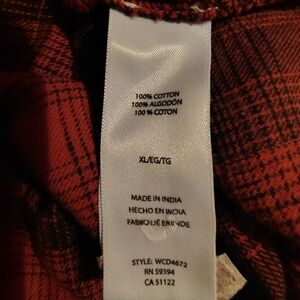 100% COTTON
100% ALGODÓN
100 % COTON
XL/EG/TG
MADE IN INDIA
HECHO EN INDIA
FABRIQUÉ EN INDE
STYLE: WCD4672
RN 59394
CA 51122